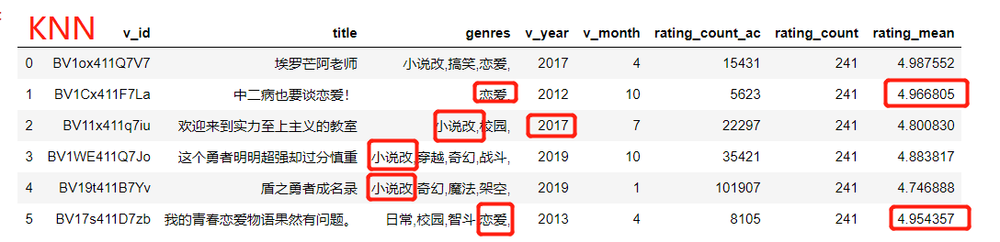 KNN
v_id title genres v_year v_month rating_count_ac rating_count rating_mean
0 BV1ox411Q7V7 埃罗芒阿老师 小说改,搞笑,恋爱, 2017 4 15431 241 4.987552
1 BV1Cx411F7La 中二病也要谈恋爱! 恋爱, 2012 10 5623 241 4.966805
2 BV11x411q7iu 欢迎来到实力至上主义的教室 小说改,校园, 2017 7 22297 241 4.800830
3 BV1WE411Q7Jo 这个勇者明明超强却过分慎重 小说改,穿越,奇幻,战斗, 2019 10 35421 241 4.883817
4 BV19t411B7Yv 盾之勇者成名录 小说改,奇幻,魔法,架空, 2019 1 101907 241 4.746888
5 BV17s411D7zb 我的青春恋爱物语果然有问题。 日常,校园,智斗,恋爱, 2013 4 8105 241 4.954357